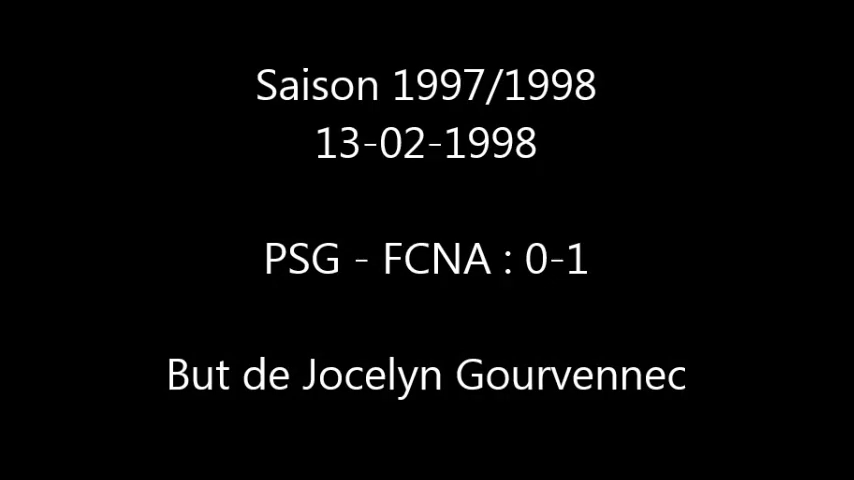 Saison 1997/1998
13-02-1998
PSG - FCNA : 0-1
But de Jocelyn Gourvennec